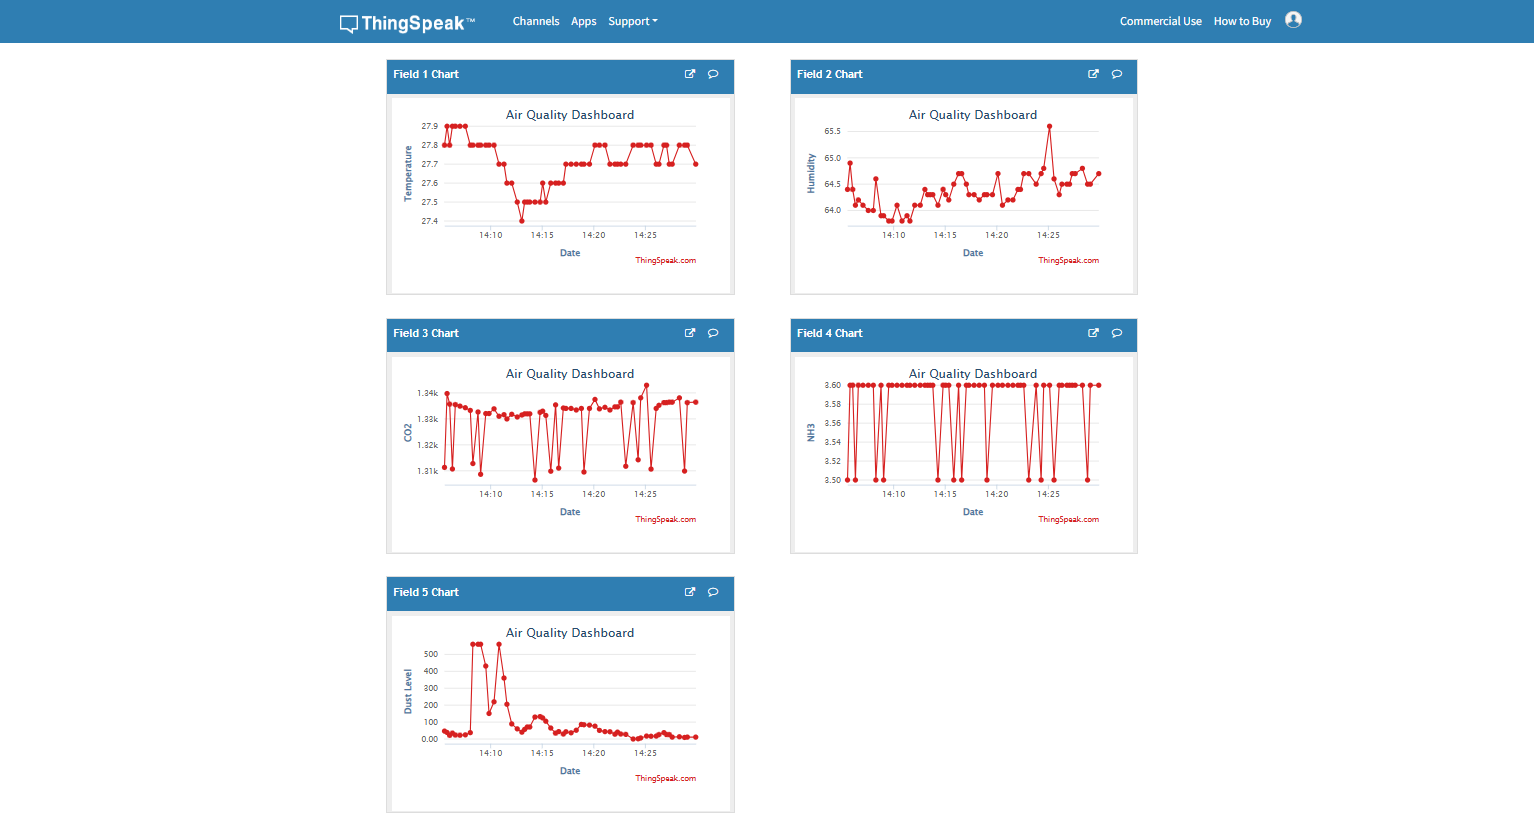 ThingSpeak™ Channels Apps Support Commercial Use How to Buy
Field 1 Chart
Air Quality Dashboard
Temperature
27.9
27.8
27.7
27.6
27.5
27.4
14:10 14:15 14:20 14:25
Date
ThingSpeak.com
Field 2 Chart
Air Quality Dashboard
Humidity
65.5
65.0
64.5
64.0
14:10 14:15 14:20 14:25
Date
ThingSpeak.com
Field 3 Chart
Air Quality Dashboard
CO2
1.34k
1.33k
1.32k
1.31k
14:10 14:15 14:20 14:25
Date
ThingSpeak.com
Field 4 Chart
Air Quality Dashboard
NH3
3.60
3.58
3.56
3.54
3.52
3.50
14:10 14:15 14:20 14:25
Date
ThingSpeak.com
Field 5 Chart
Air Quality Dashboard
Dust Level
500
400
300
200
100
0.00
14:10 14:15 14:20 14:25
Date
ThingSpeak.com